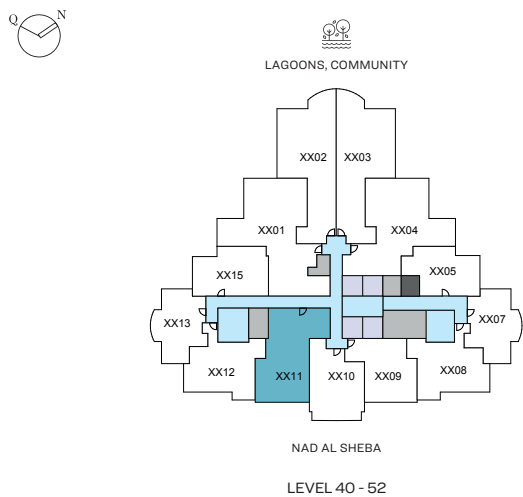 Q N
LAGOONS, COMMUNITY
XX02 XX03
XX01 XX04
XX15 XX05
XX13 XX07
XX12 XX11 XX10 XX09 XX08
NAD AL SHEBA
LEVEL 40 - 52